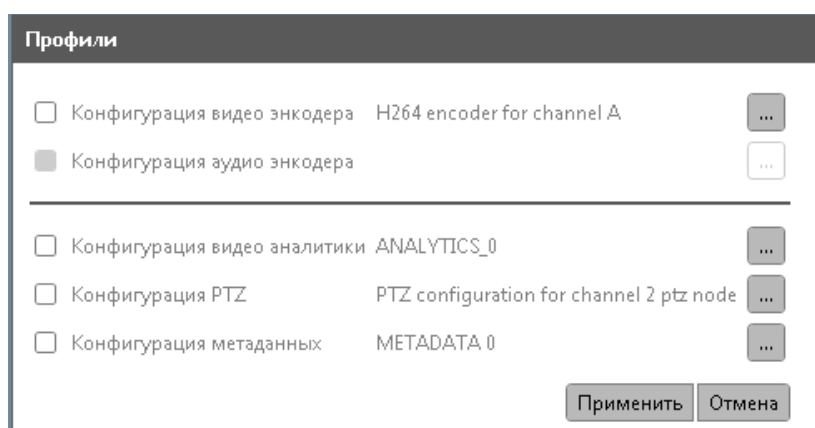 Профили
Конфигурация видео энкодера H264 encoder for channel A ...
Конфигурация аудио энкодера ...
Конфигурация видео аналитики ANALYTICS_0 ...
Конфигурация PTZ PTZ configuration for channel 2 ptz node ...
Конфигурация метаданных METADATA 0 ...
Применить Отмена